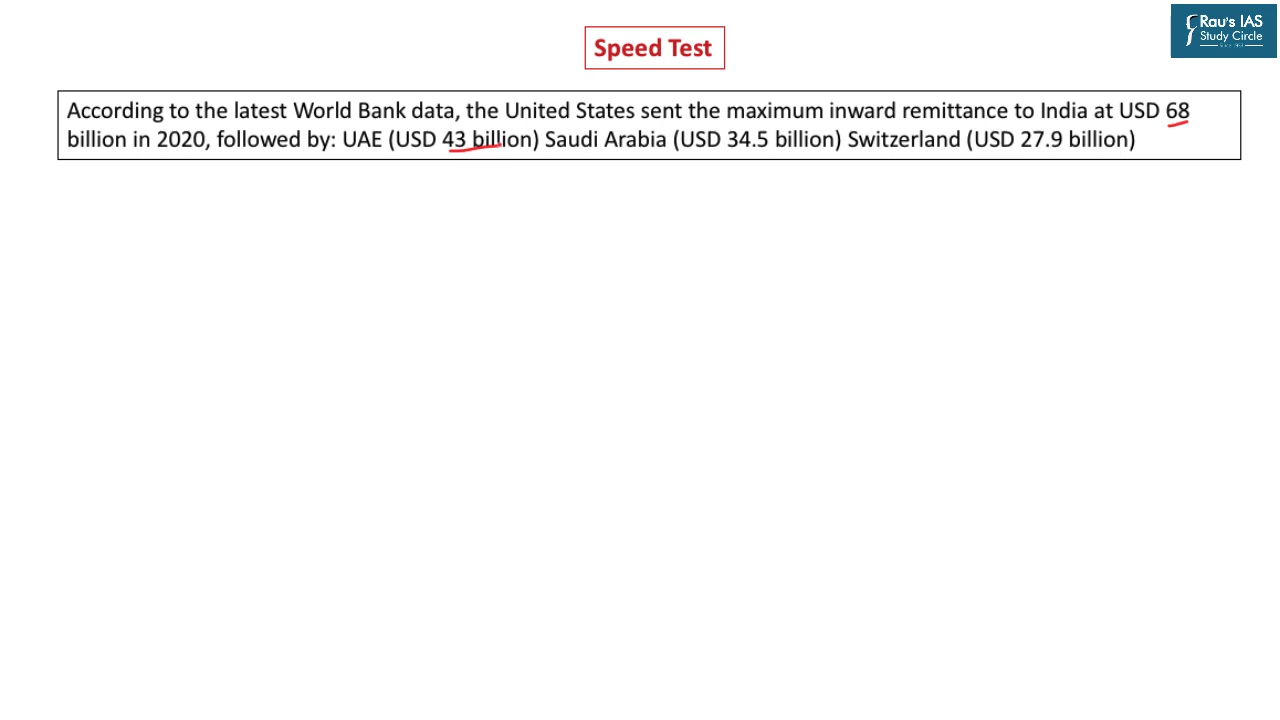 Rau's IAS
Study Circle
Speed Test
According to the latest World Bank data, the United States sent the maximum inward remittance to India at USD 68
billion in 2020, followed by: UAE (USD 43 billion) Saudi Arabia (USD 34.5 billion) Switzerland (USD 27.9 billion)